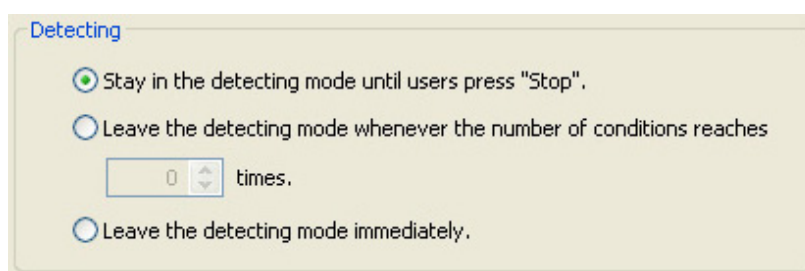 Detecting
Stay in the detecting mode until users press "Stop".
Leave the detecting mode whenever the number of conditions reaches
0 times.
Leave the detecting mode immediately.